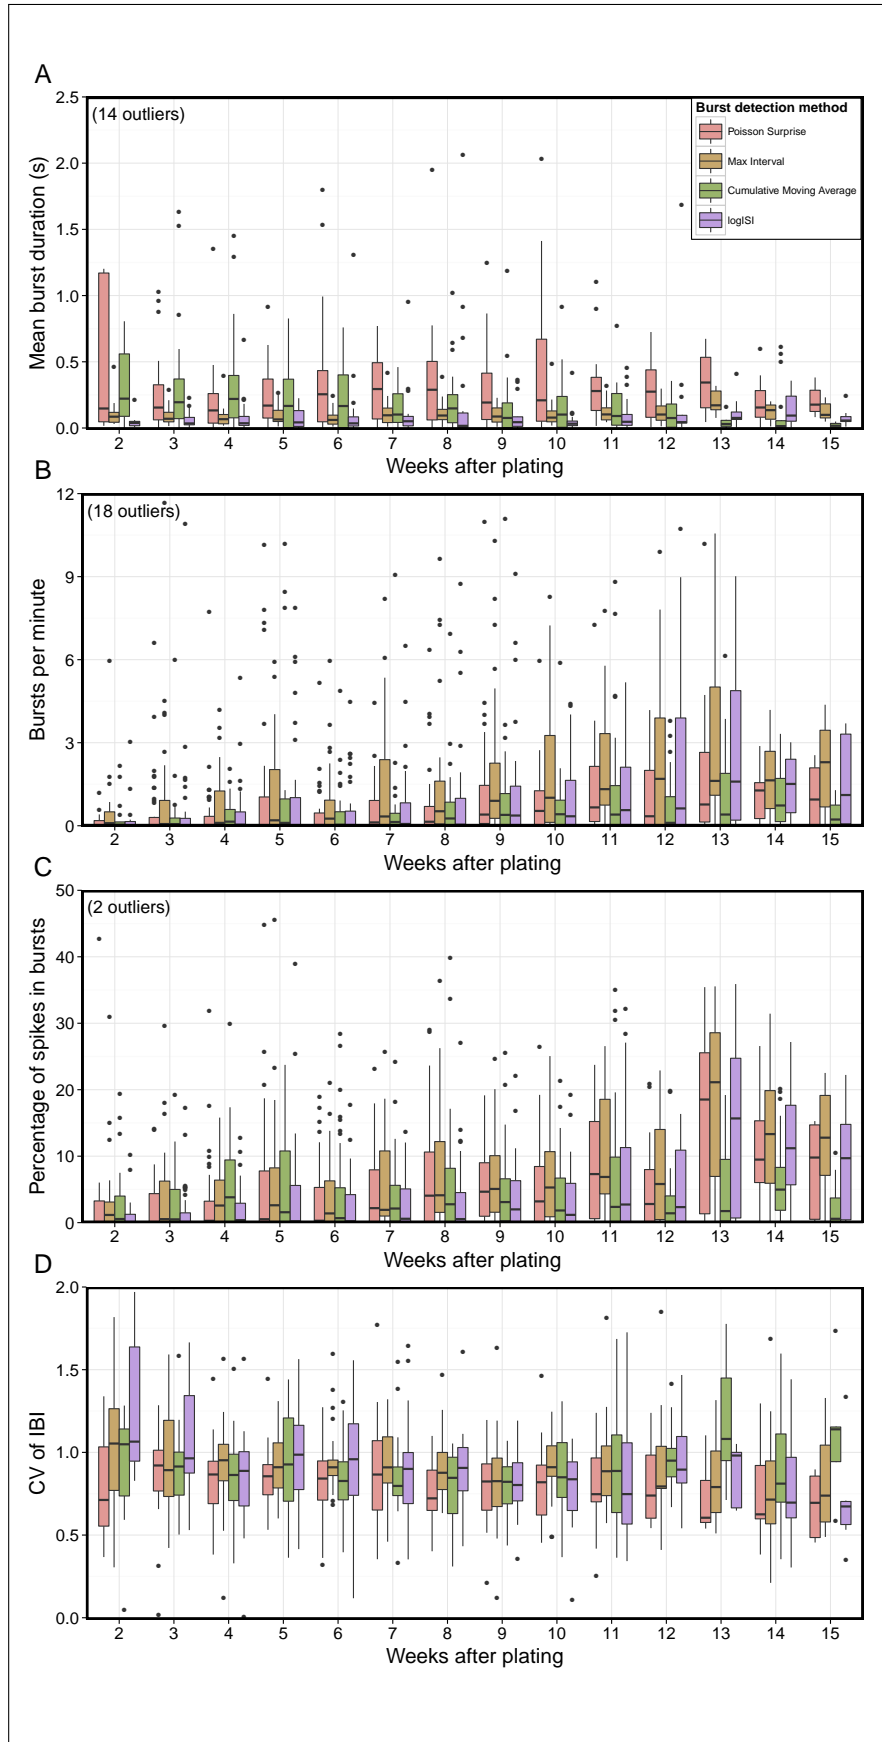 A
(14 outliers)
Burst detection method
Poisson Surprise
Max Interval
Cumulative Moving Average
logISI
Mean burst duration (s)
2.5
2.0
1.5
1.0
0.5
0.0
2 3 4 5 6 7 8 9 10 11 12 13 14 15
Weeks after plating
B
(18 outliers)
Bursts per minute
12
9
6
3
0
2 3 4 5 6 7 8 9 10 11 12 13 14 15
Weeks after plating
C
(2 outliers)
Percentage of spikes in bursts
50
40
30
20
10
0
2 3 4 5 6 7 8 9 10 11 12 13 14 15
Weeks after plating
D
CV of IBI
2.0
1.5
1.0
0.5
0.0
2 3 4 5 6 7 8 9 10 11 12 13 14 15
Weeks after plating